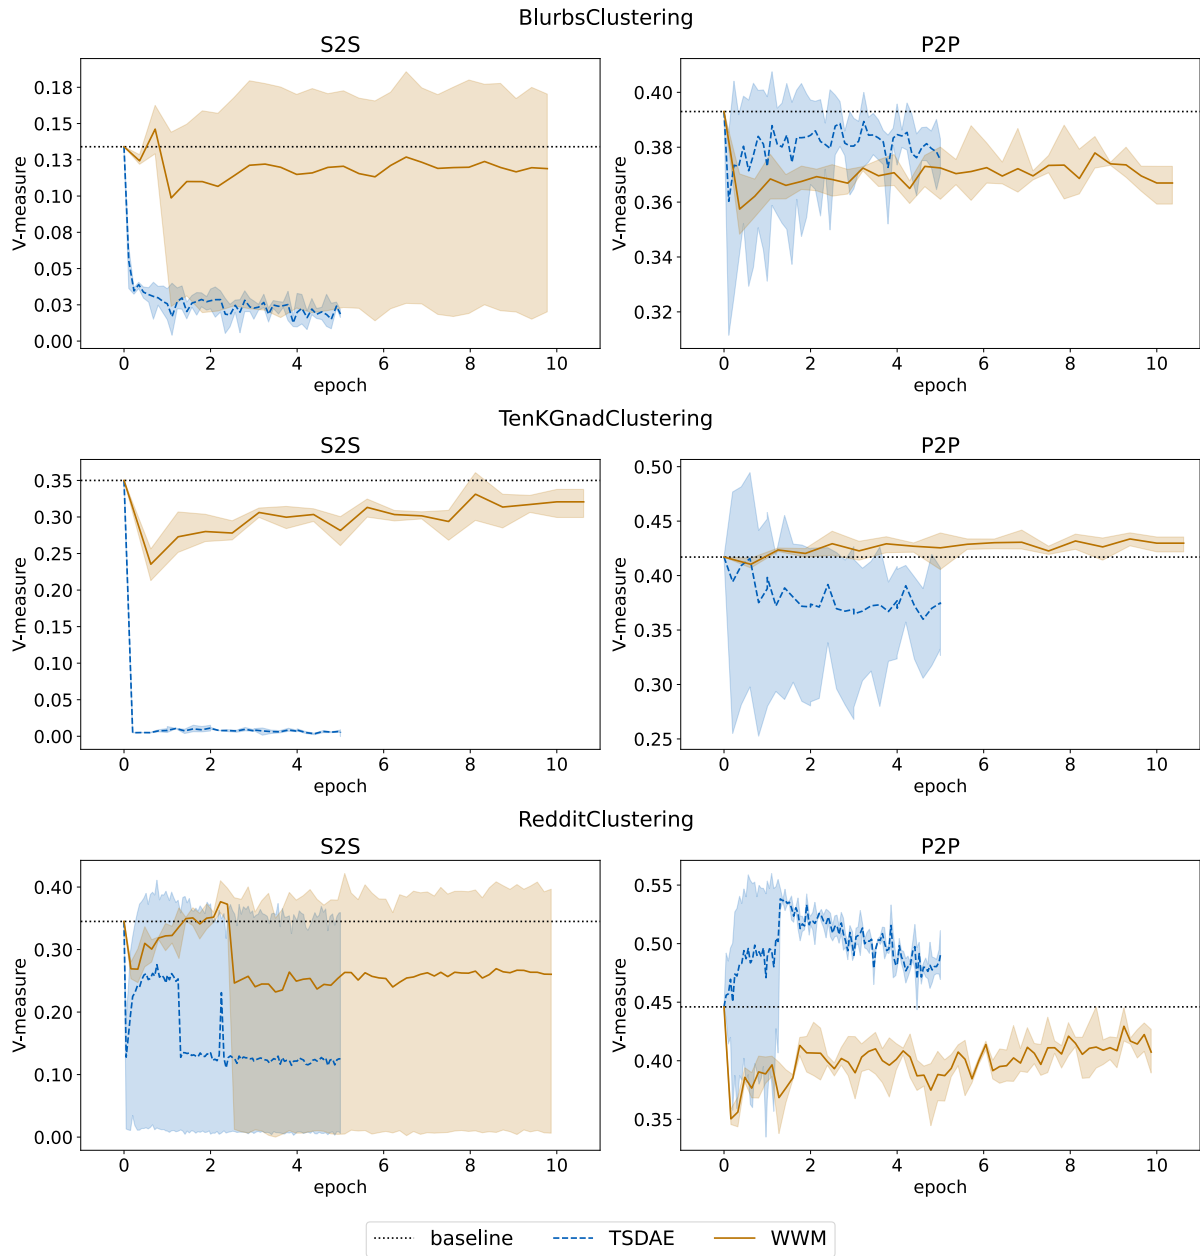 BlurbsClustering
S2S
P2P
V-measure
0.18
0.15
0.13
0.10
0.08
0.05
0.03
0.00
0 2 4 6 8 10
epoch
V-measure
0.40
0.38
0.36
0.34
0.32
0 2 4 6 8 10
epoch
TenKGnadClustering
S2S
P2P
V-measure
0.35
0.30
0.25
0.20
0.15
0.10
0.05
0.00
0 2 4 6 8 10
epoch
V-measure
0.50
0.45
0.40
0.35
0.30
0.25
0 2 4 6 8 10
epoch
RedditClustering
S2S
P2P
V-measure
0.40
0.30
0.20
0.10
0.00
0 2 4 6 8 10
epoch
V-measure
0.55
0.50
0.45
0.40
0.35
0 2 4 6 8 10
epoch
baseline TSDAE WWM